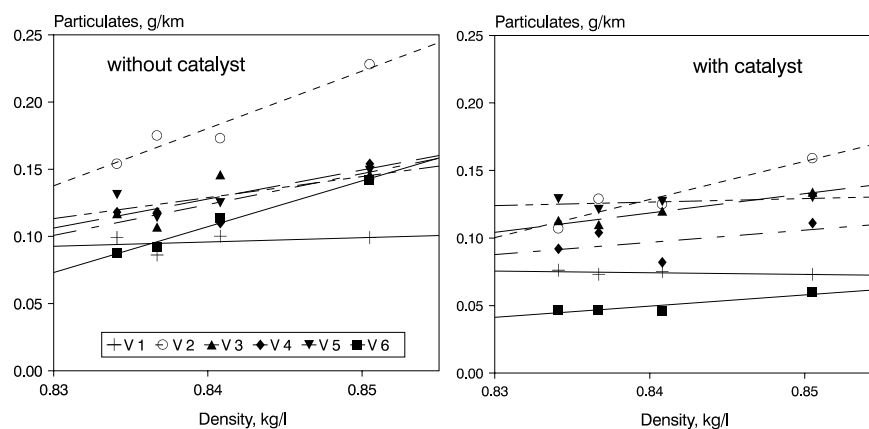 Particulates, g/km
0.25
without catalyst
0.20
0.15
0.10
0.05
V 1 V 2 V 3 V 4 V 5 V 6
0.00
0.83 0.84 0.85
Density, kg/l
Particulates, g/km
0.25
with catalyst
0.20
0.15
0.10
0.05
0.00
0.83 0.84 0.85
Density, kg/l